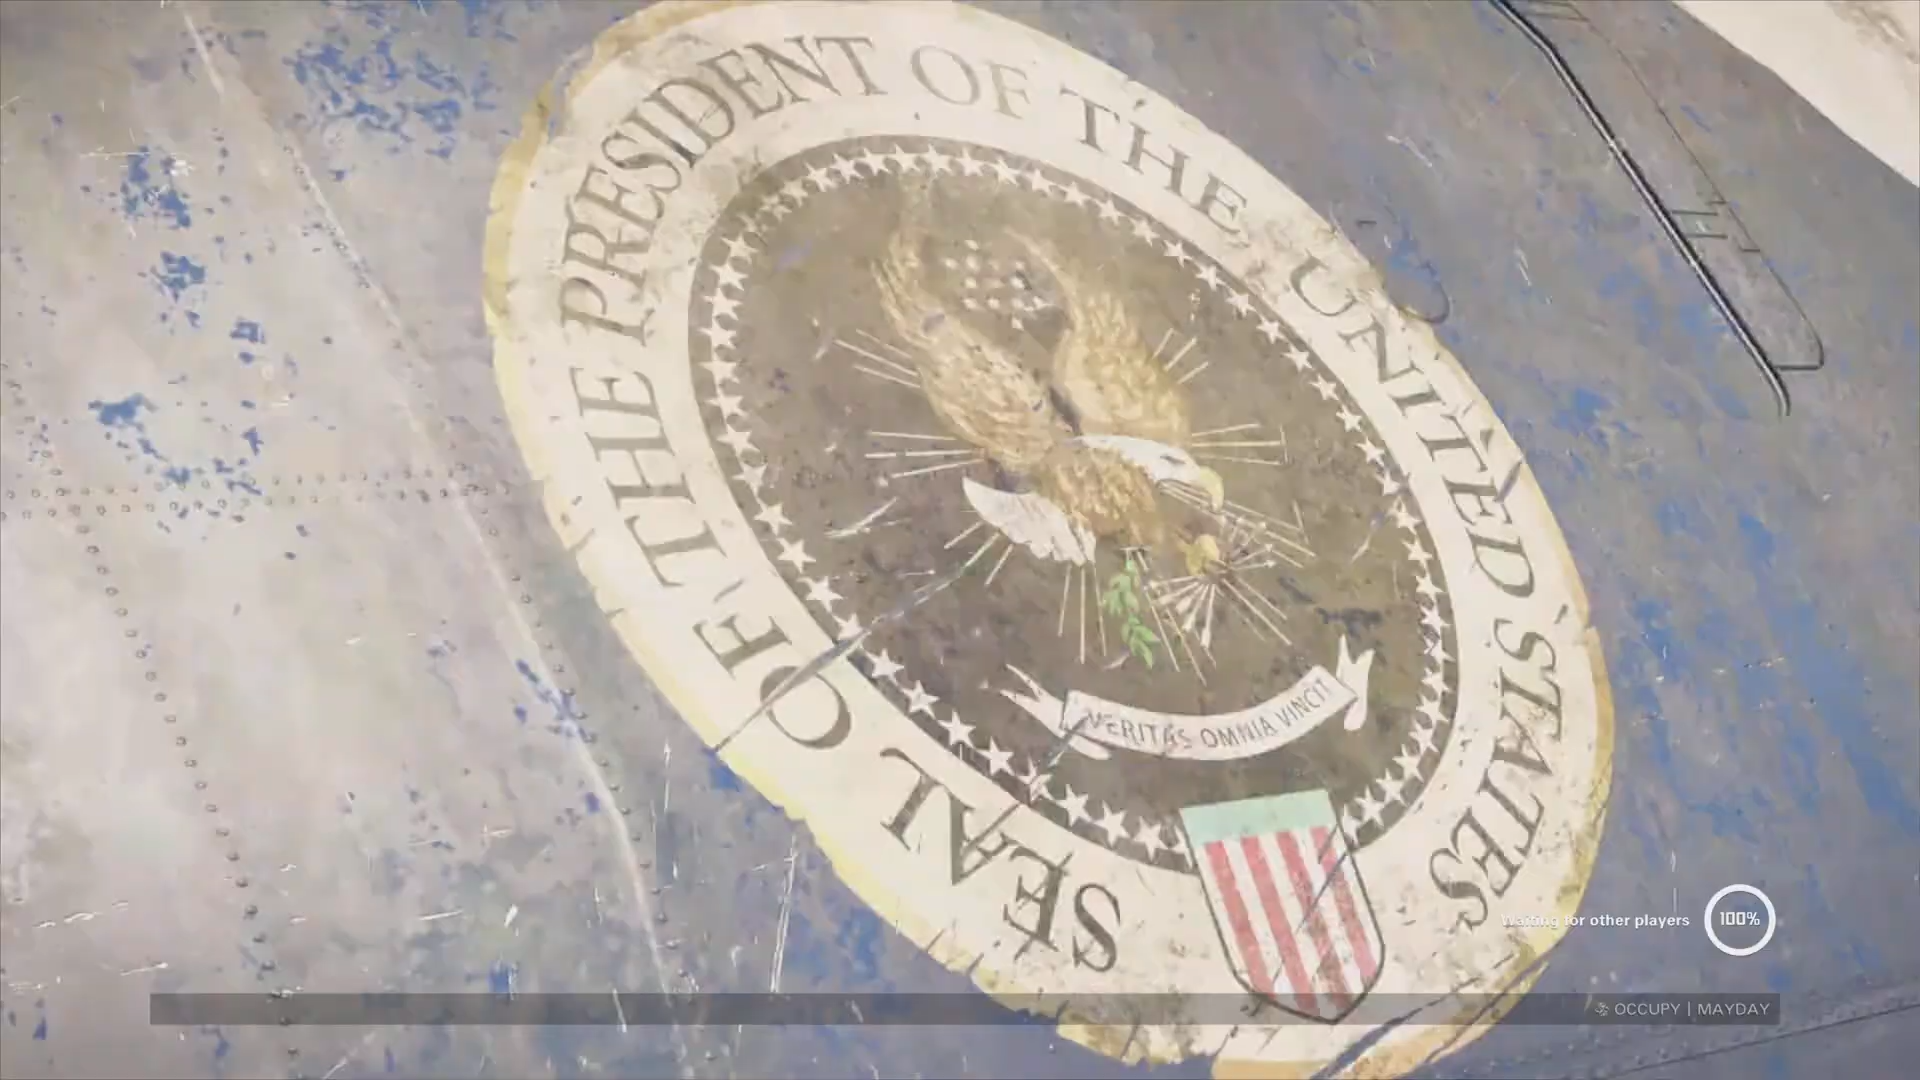 SEAL OF THE PRESIDENT OF THE UNITED STATES
VERITAS OMNIA VINCIT
Waiting for other players
100%
OCCUPY | MAYDAY